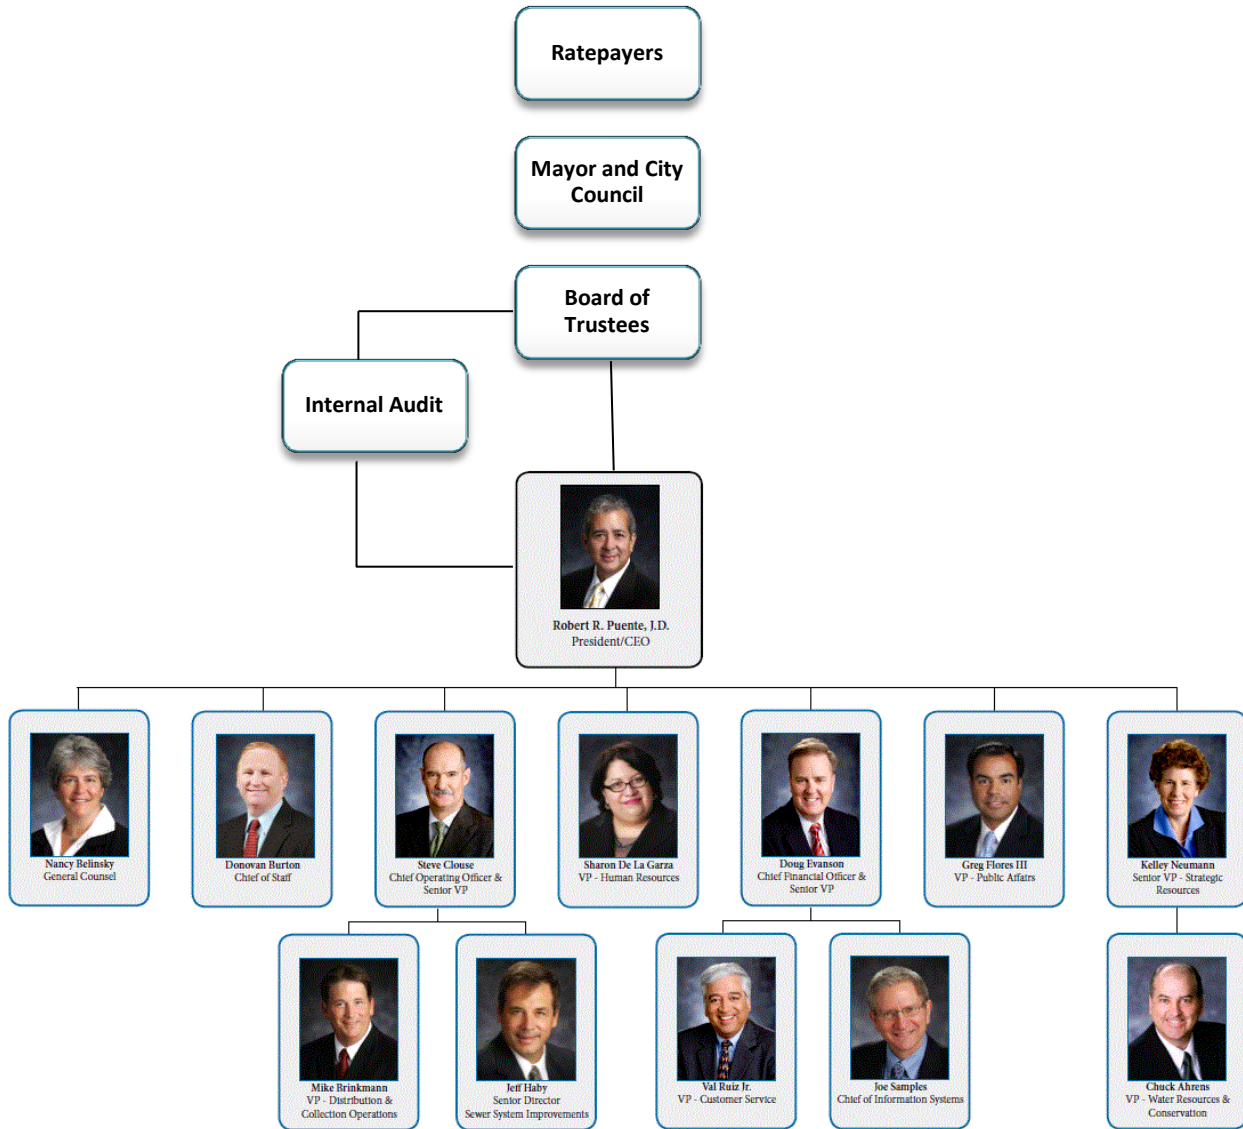 Ratepayers
Mayor and City
Council
Board of
Trustees
Internal Audit
Robert R. Puente, J.D.
President/CEO
Nancy Belinsky
General Counsel
Donovan Burton
Chief of Staff
Steve Clouse
Chief Operating Officer &
Senior VP
Sharon De La Garza
VP - Human Resources
Doug Evanson
Chief Financial Officer &
Senior VP
Greg Flores III
VP - Public Affairs
Kelley Neumann
Senior VP - Strategic
Resources
Mike Brinkmann
VP - Distribution &
Collection Operations
Jeff Haby
Senior Director
Sewer System Improvements
Val Ruiz Jr.
VP - Customer Service
Joe Samples
Chief of Information Systems
Chuck Ahrens
VP - Water Resources &
Conservation